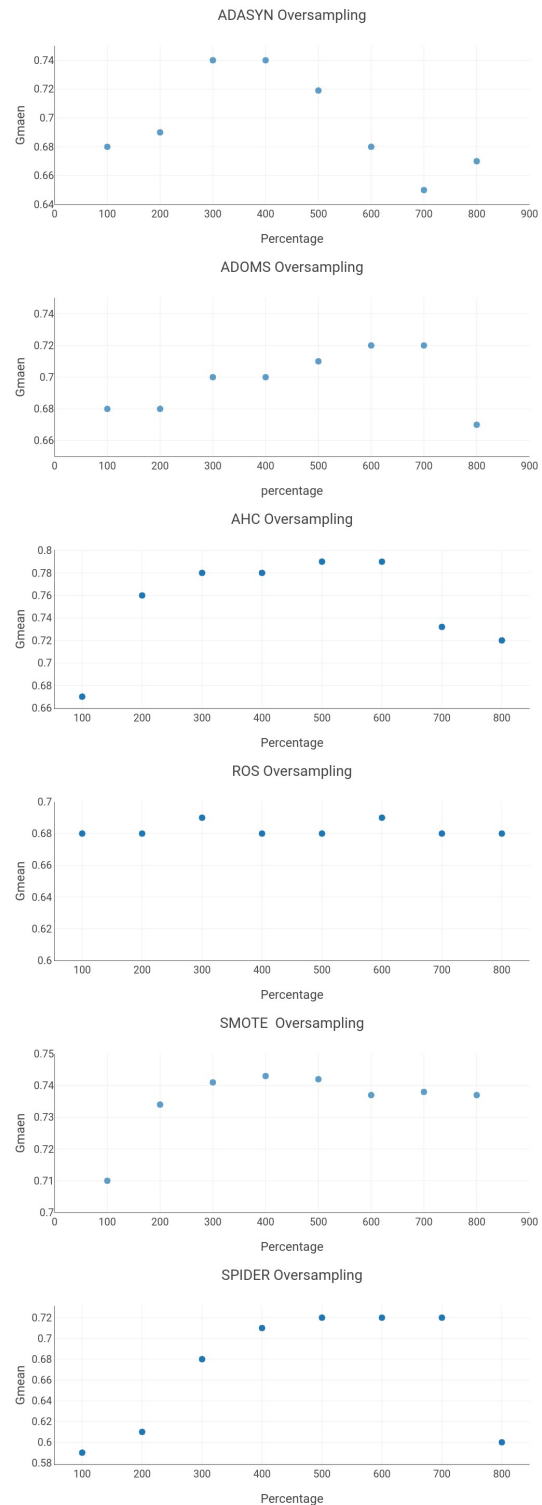 ADASYN Oversampling
0.74
0.72
0.7
0.68
0.66
0.64
Gmaen
0 100 200 300 400 500 600 700 800 900
Percentage
ADOMS Oversampling
0.74
0.72
0.7
0.68
0.66
Gmaen
0 100 200 300 400 500 600 700 800 900
percentage
AHC Oversampling
0.8
0.78
0.76
0.74
0.72
0.7
0.68
0.66
Gmean
100 200 300 400 500 600 700 800
Percentage
ROS Oversampling
0.7
0.68
0.66
0.64
0.62
0.6
Gmean
100 200 300 400 500 600 700 800
Percentage
SMOTE  Oversampling
0.75
0.74
0.73
0.72
0.71
0.7
Gmaen
0 100 200 300 400 500 600 700 800 900
Percentage
SPIDER Oversampling
0.72
0.7
0.68
0.66
0.64
0.62
0.6
0.58
Gmean
100 200 300 400 500 600 700 800
Percentage